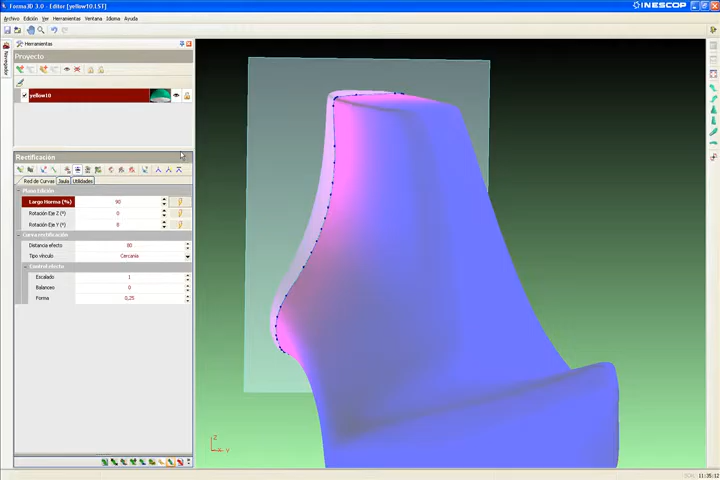 Forma3D 3.0 - Editor [yellow10.LST]
INESCOP
Archivo Edición Ver Herramientas Ventana Idioma Ayuda
Herramientas
Navegador
Proyecto
yellow10
Rectificación
Red de Curvas Jaula Utilidades
Plano Edición
Largo Horma (%) 90
Rotación Eje Z (º) 0
Rotación Eje Y (º) 8
Curva rectificación
Distancia efecto 80
Tipo vínculo Cercanía
Control efecto
Escalado 1
Balanceo 0
Forma 0,25
Z
Y
11:35:12